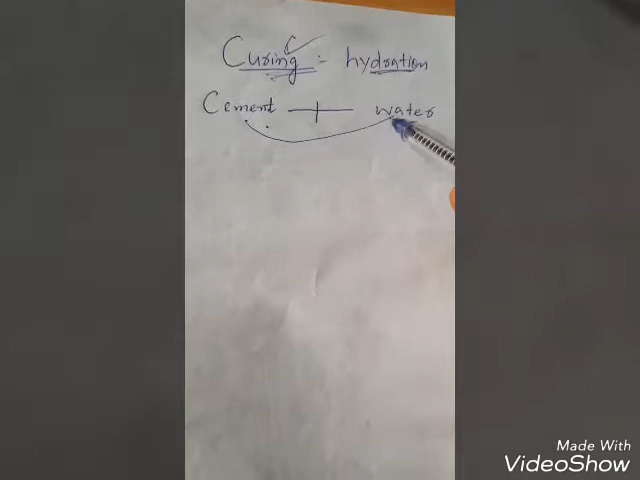 Curing :- hydration
Cement + water
Made With
VideoShow